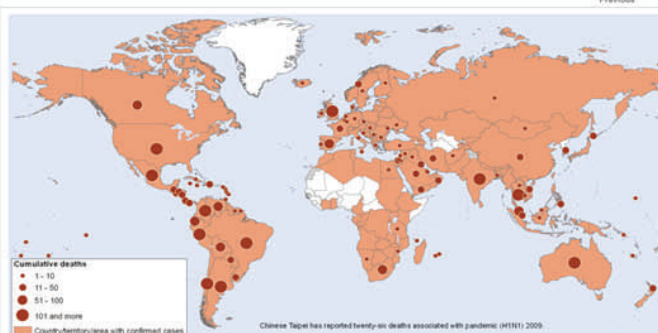 Previous
Cumulative deaths
1 - 10
11 - 50
51 - 100
101 and more
Country/territory/area with confirmed cases
Chinese Taipei has reported twenty-six deaths associated with pandemic (H1N1) 2009.